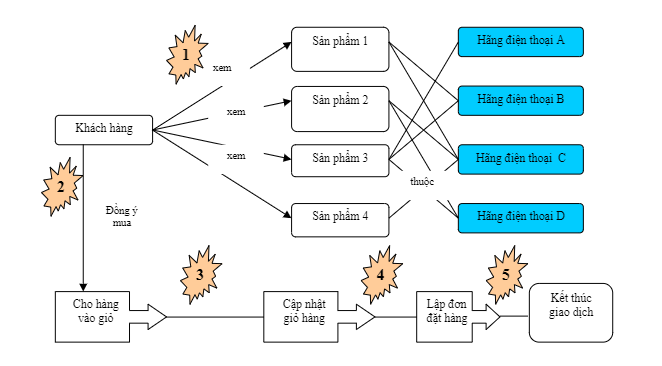 1
Sản phẩm 1
Hãng điện thoại A
xem
Sản phẩm 2
Hãng điện thoại B
xem
Khách hàng
Sản phẩm 3
Hãng điện thoại C
xem
thuộc
2
Sản phẩm 4
Hãng điện thoại D
Đồng ý
mua
3
4
5
Cho hàng
vào giỏ
Cập nhật
giỏ hàng
Lập đơn
đặt hàng
Kết thúc
giao dịch